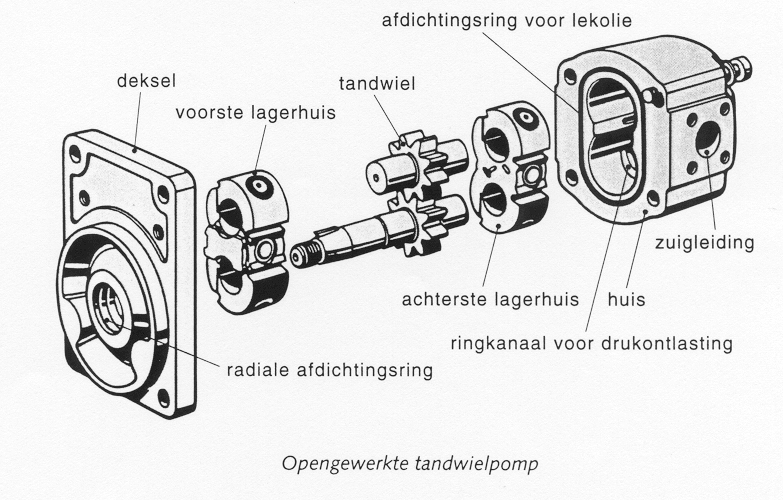 afdichtingsring voor lekolie
deksel
tandwiel
voorste lagerhuis
zuigleiding
achterste lagerhuis
huis
ringkanaal voor drukontlasting
radiale afdichtingsring
Opengewerkte tandwielpomp